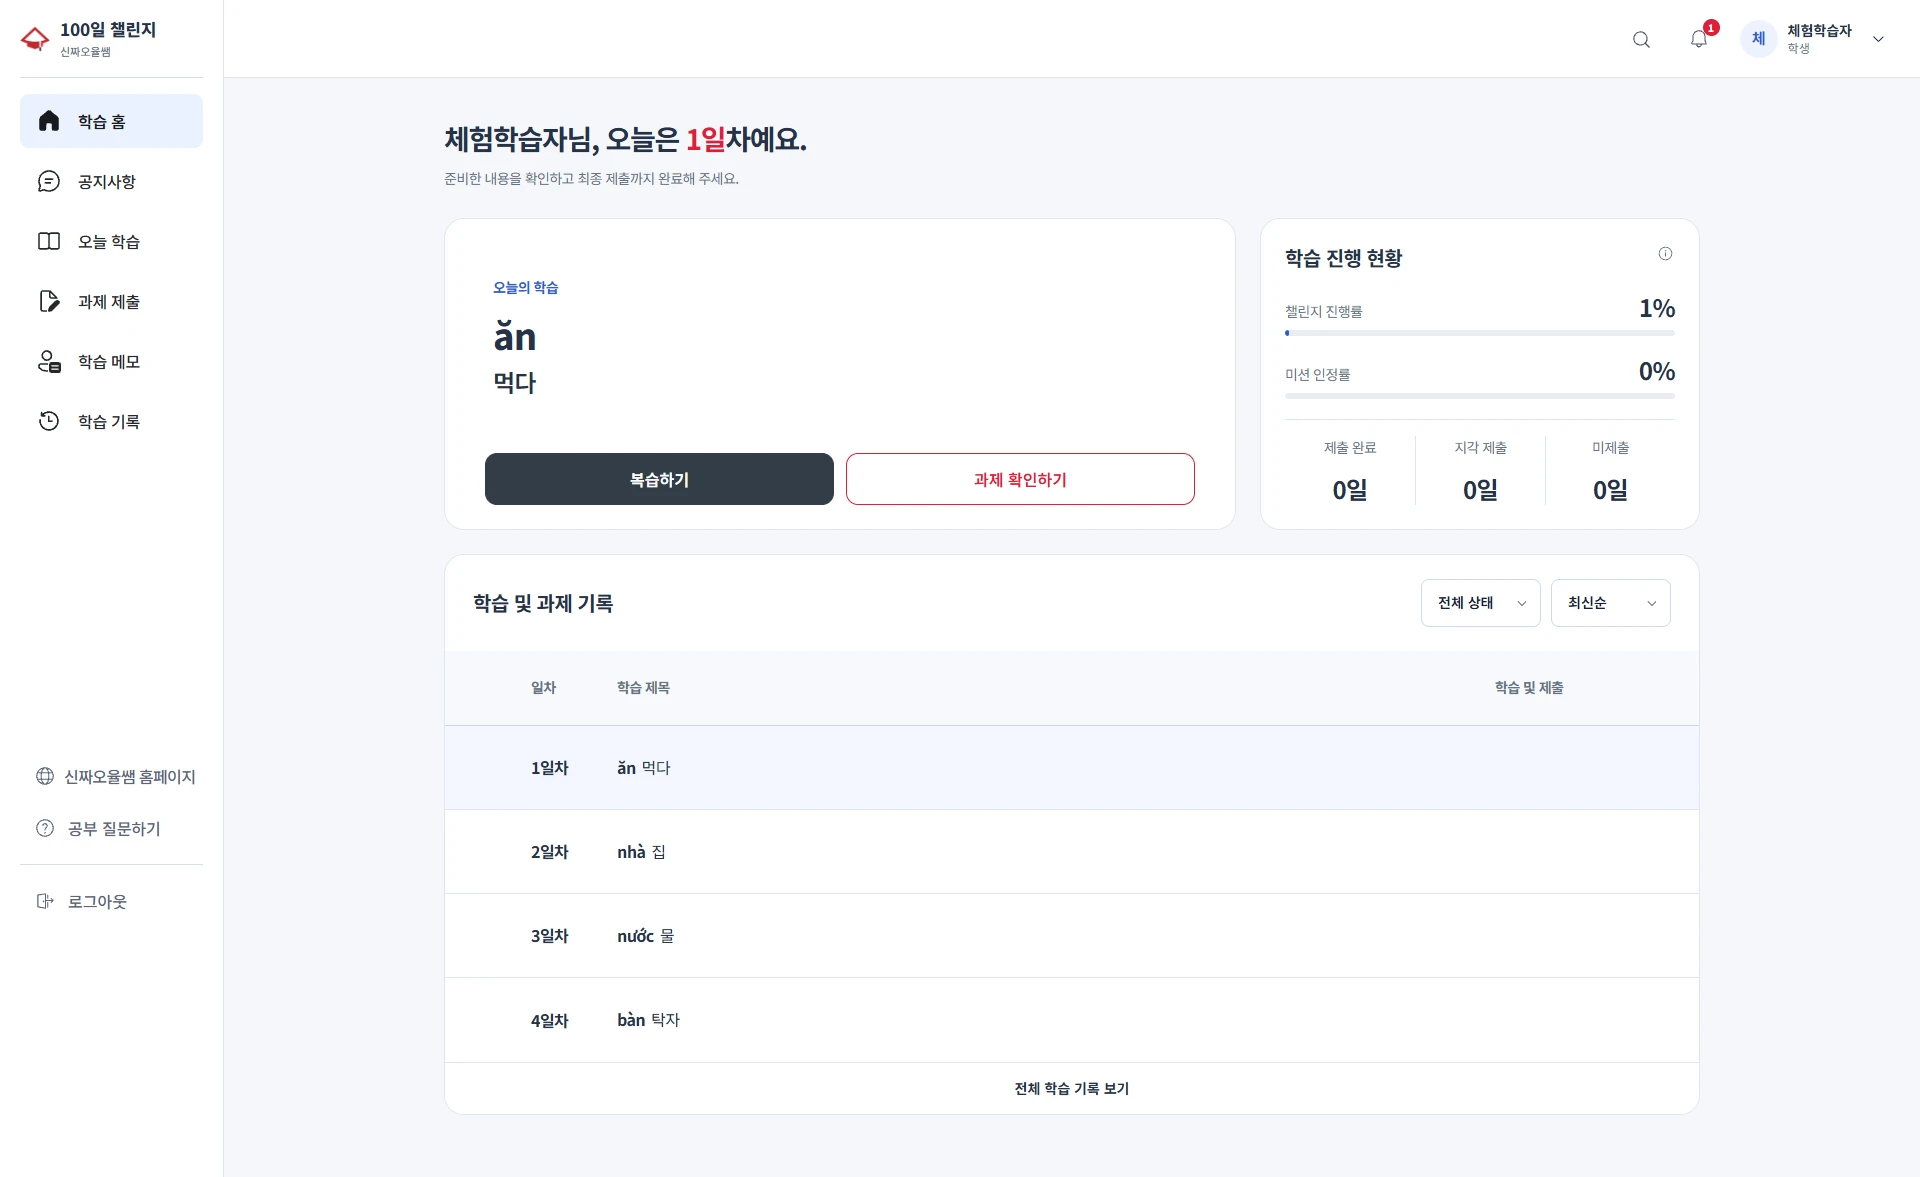 100일 챌린지
신짜오율쌤
학습 홈
공지사항
오늘 학습
과제 제출
학습 메모
학습 기록
신짜오율쌤 홈페이지
공부 질문하기
로그아웃
1
체
체험학습자
학생
체험학습자님, 오늘은 1일차예요.
준비한 내용을 확인하고 최종 제출까지 완료해 주세요.
오늘의 학습
ăn
먹다
복습하기
과제 확인하기
학습 진행 현황
챌린지 진행률 1%
미션 인정률 0%
제출 완료 지각 제출 미제출
0일 0일 0일
학습 및 과제 기록
전체 상태 최신순
일차 학습 제목 학습 및 제출
1일차 ăn 먹다
2일차 nhà 집
3일차 nước 물
4일차 bàn 탁자
전체 학습 기록 보기